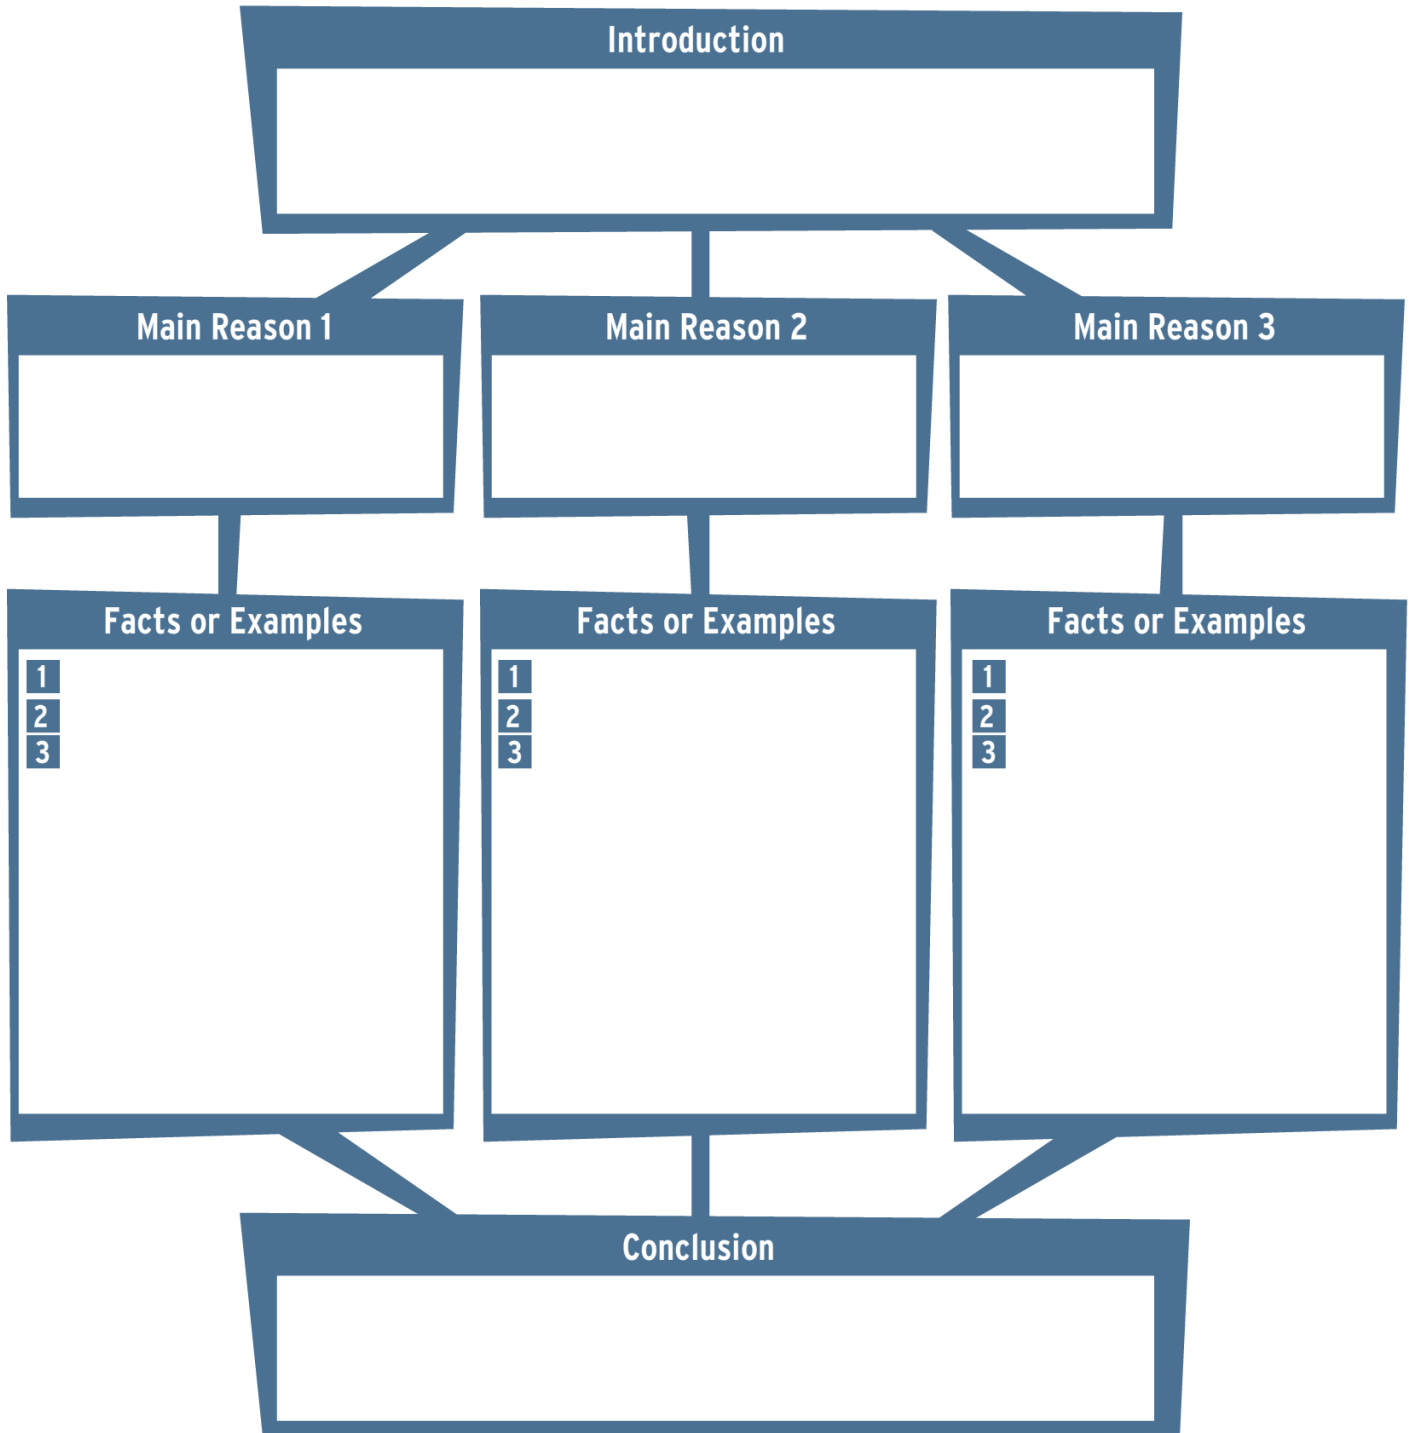 Introduction
Main Reason 1
Main Reason 2
Main Reason 3
Facts or Examples
1
2
3
Facts or Examples
1
2
3
Facts or Examples
1
2
3
Conclusion